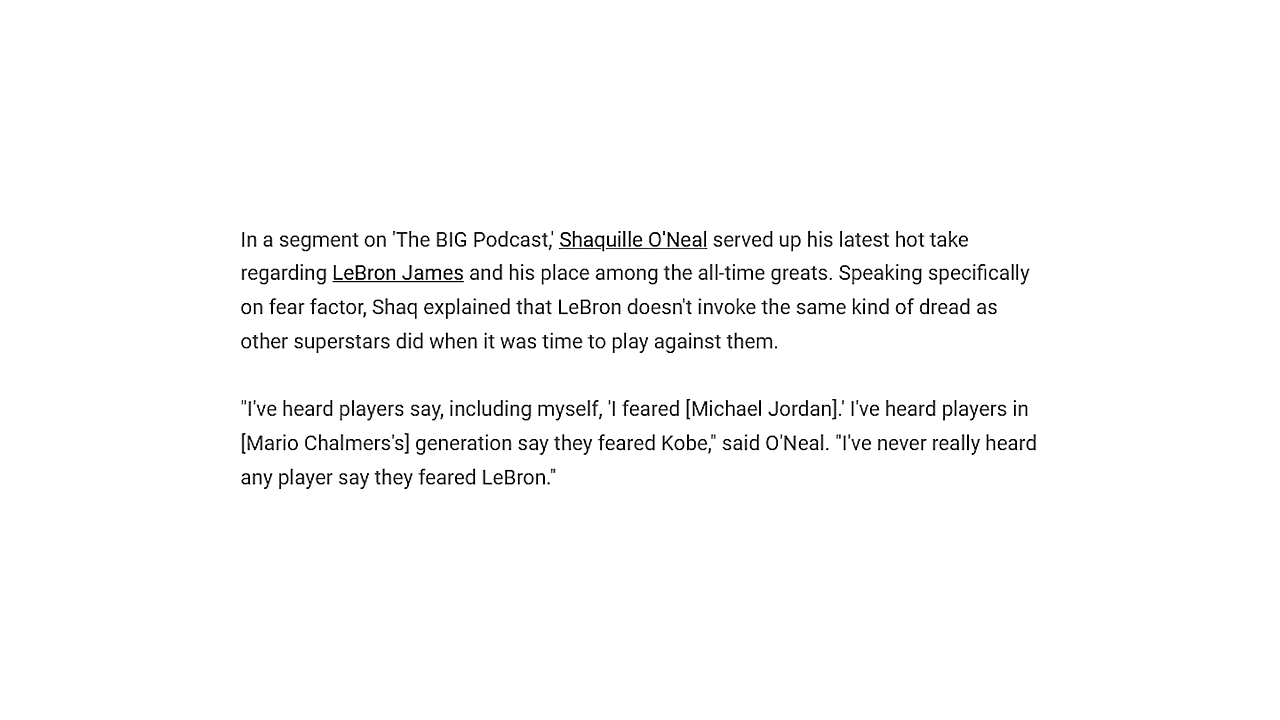 In a segment on 'The BIG Podcast,' Shaquille O'Neal served up his latest hot take
regarding LeBron James and his place among the all-time greats. Speaking specifically
on fear factor, Shaq explained that LeBron doesn't invoke the same kind of dread as
other superstars did when it was time to play against them.
"I've heard players say, including myself, 'I feared [Michael Jordan].' I've heard players in
[Mario Chalmers's] generation say they feared Kobe," said O'Neal. "I've never really heard
any player say they feared LeBron."